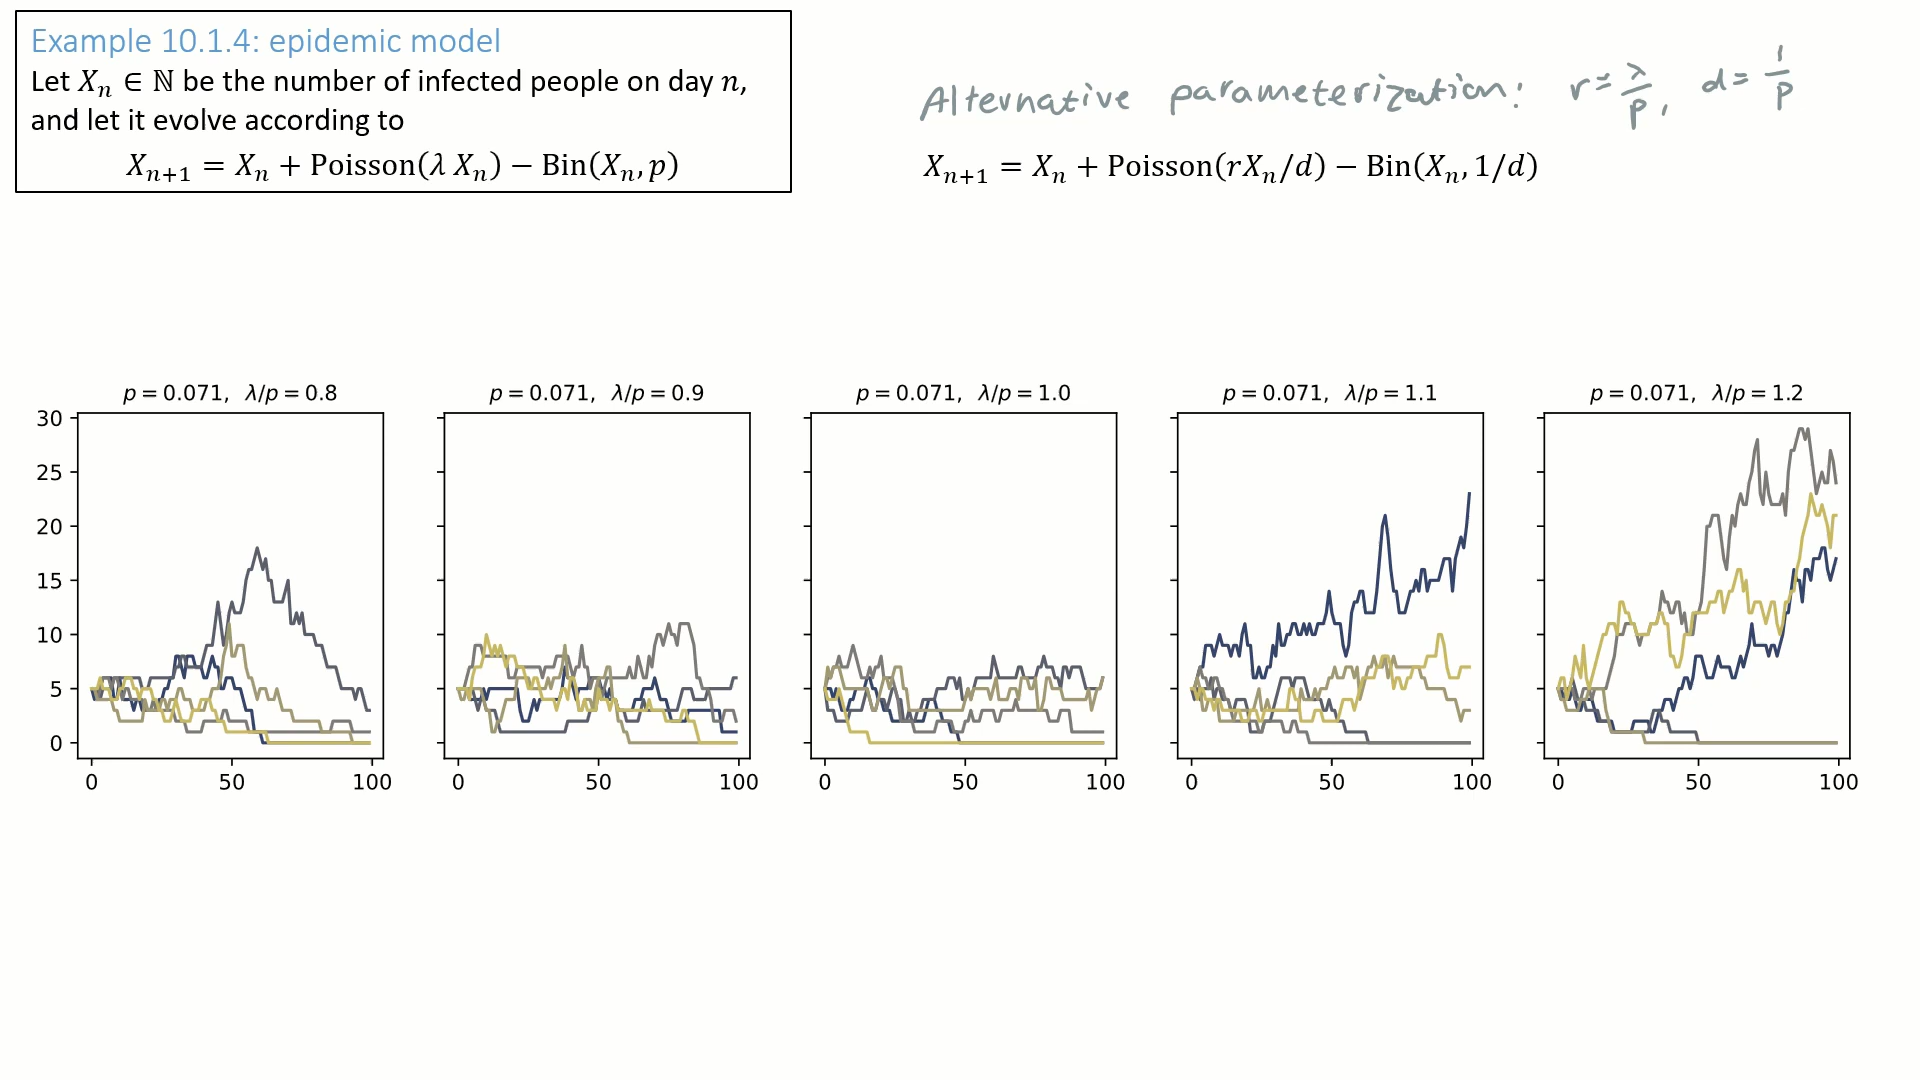 Example 10.1.4: epidemic model
Let Xₙ ∈ ℕ be the number of infected people on day n,
and let it evolve according to
Xₙ₊₁ = Xₙ + Poisson(λ Xₙ) − Bin(Xₙ, p)
Alternative parameterization: r = λ/p, d = 1/p
Xₙ₊₁ = Xₙ + Poisson(rXₙ/d) − Bin(Xₙ, 1/d)
p = 0.071, λ/p = 0.8
p = 0.071, λ/p = 0.9
p = 0.071, λ/p = 1.0
p = 0.071, λ/p = 1.1
p = 0.071, λ/p = 1.2
30
25
20
15
10
5
0
0 50 100
0 50 100
0 50 100
0 50 100
0 50 100